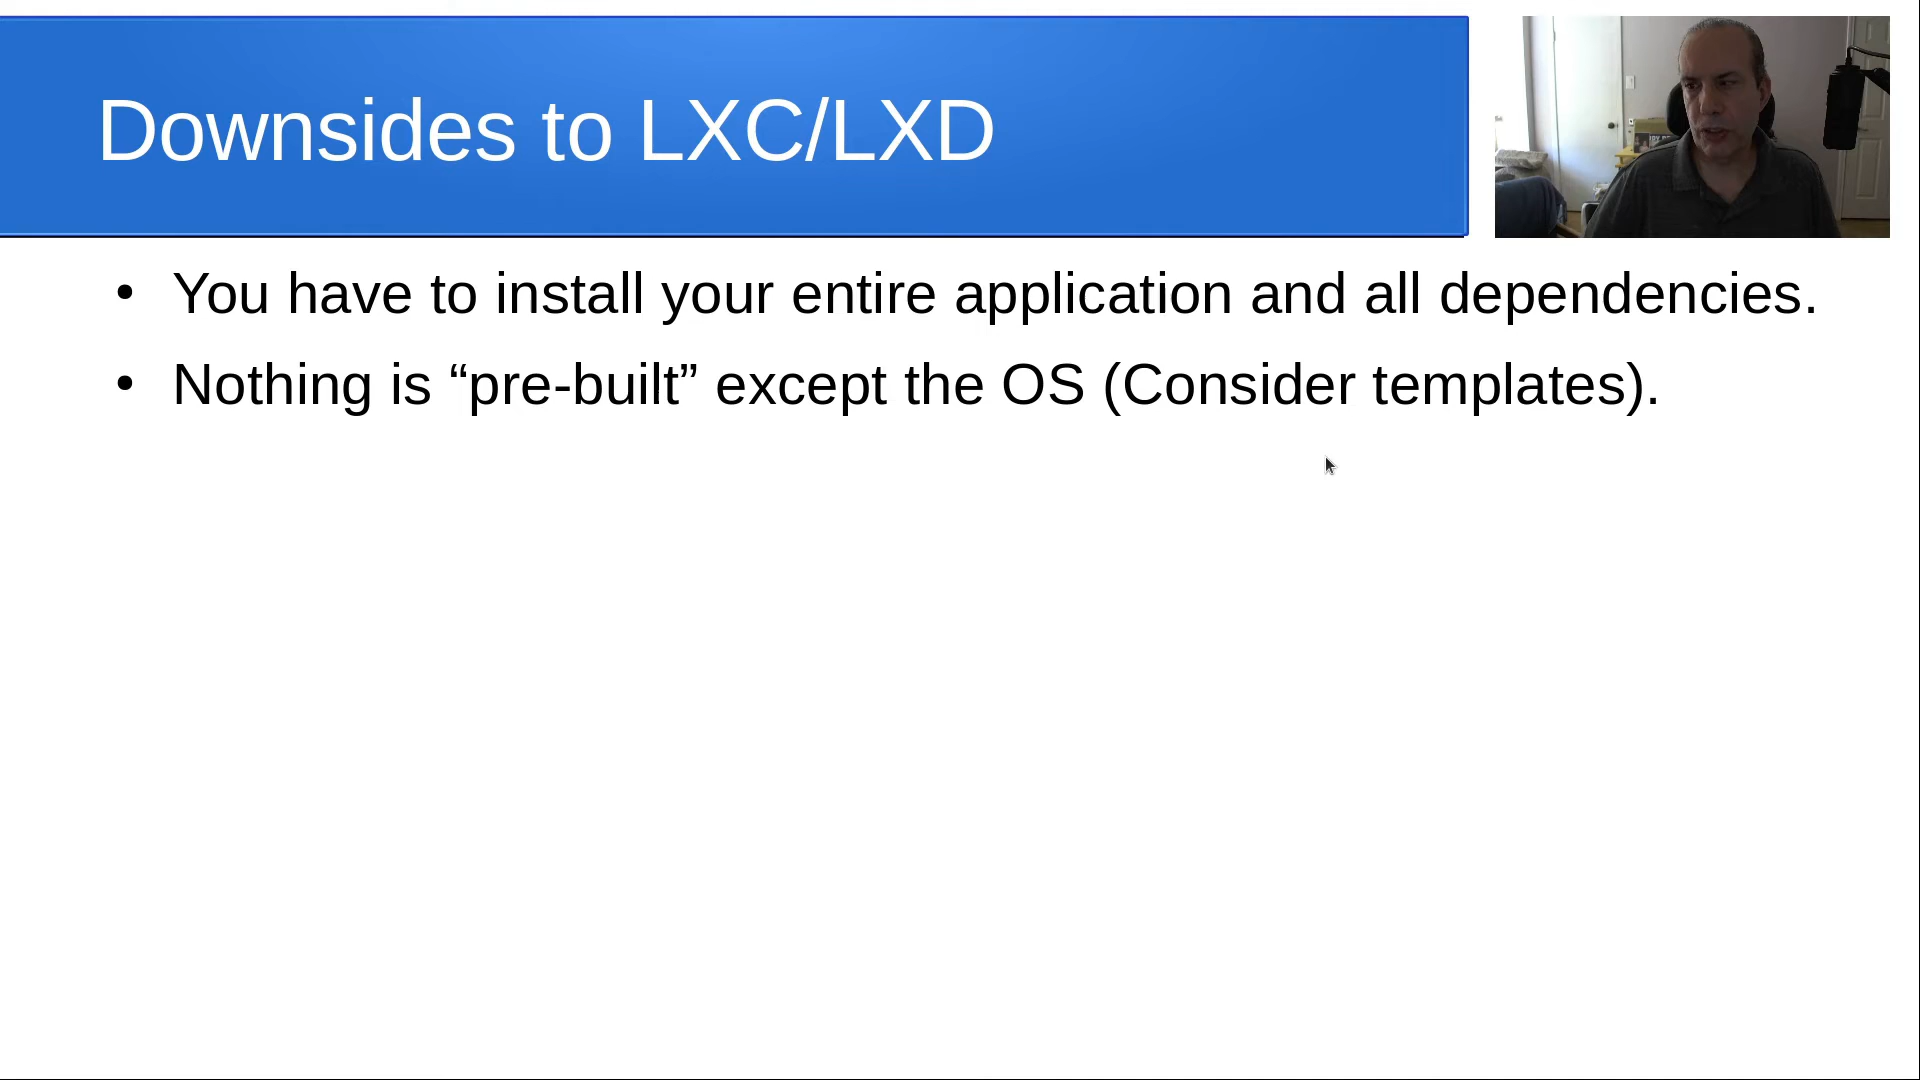 Downsides to LXC/LXD
• You have to install your entire application and all dependencies.
• Nothing is “pre-built” except the OS (Consider templates).